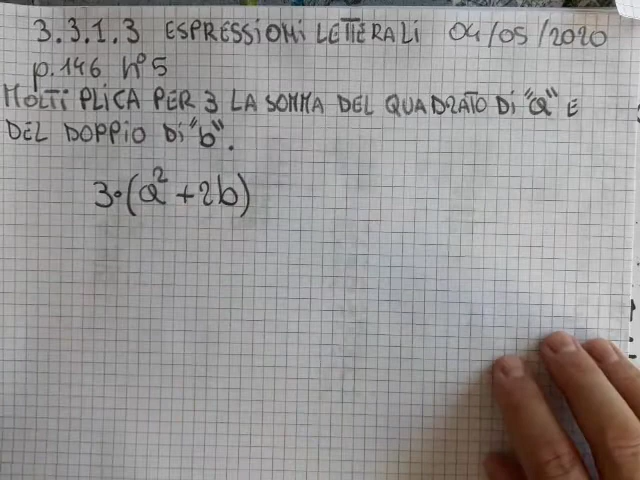 3.3.1.3 ESPRESSIONI LETTERALI 04/05/2020
p.146 n°5
MOLTIPLICA PER 3 LA SOMMA DEL QUADRATO DI "a" E
DEL DOPPIO DI "b".
3·(a²+2b)